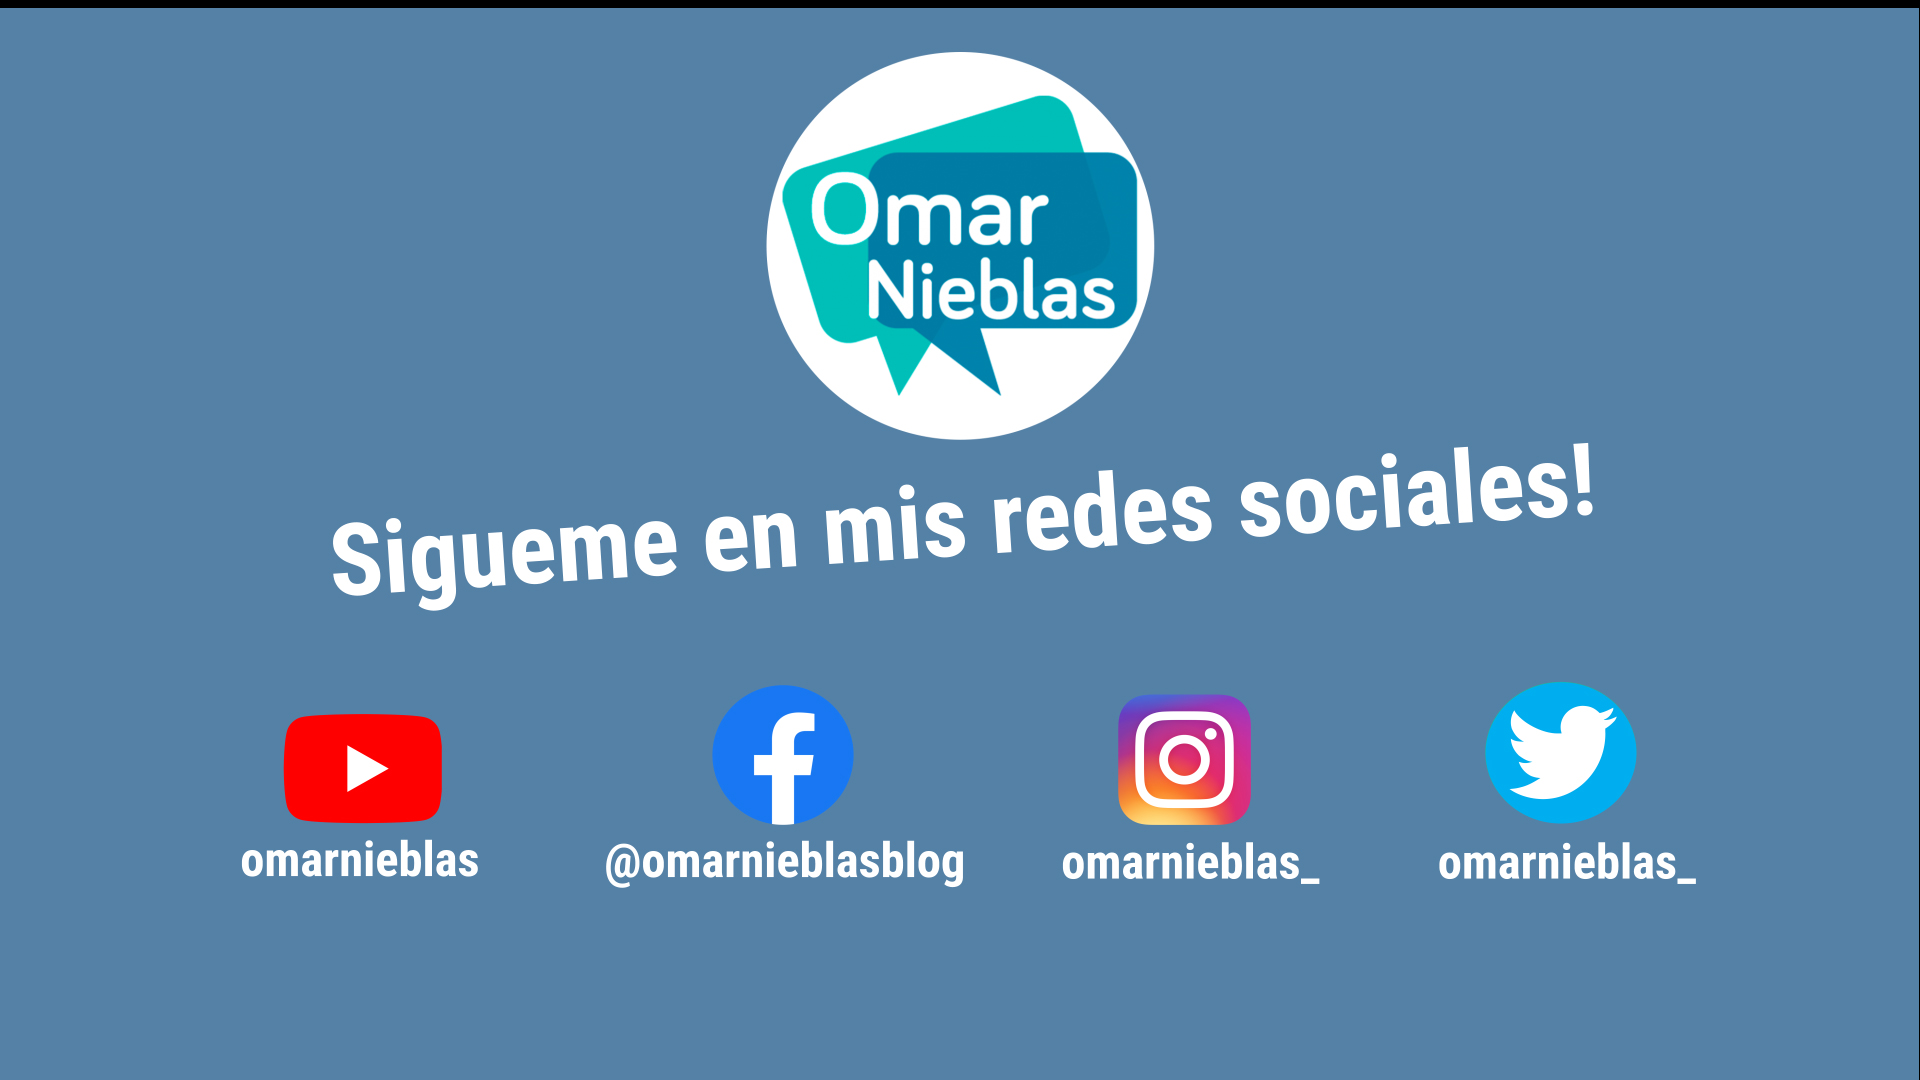 Omar
Nieblas
Sigueme en mis redes sociales!
omarnieblas
@omarnieblasblog
omarnieblas_
omarnieblas_